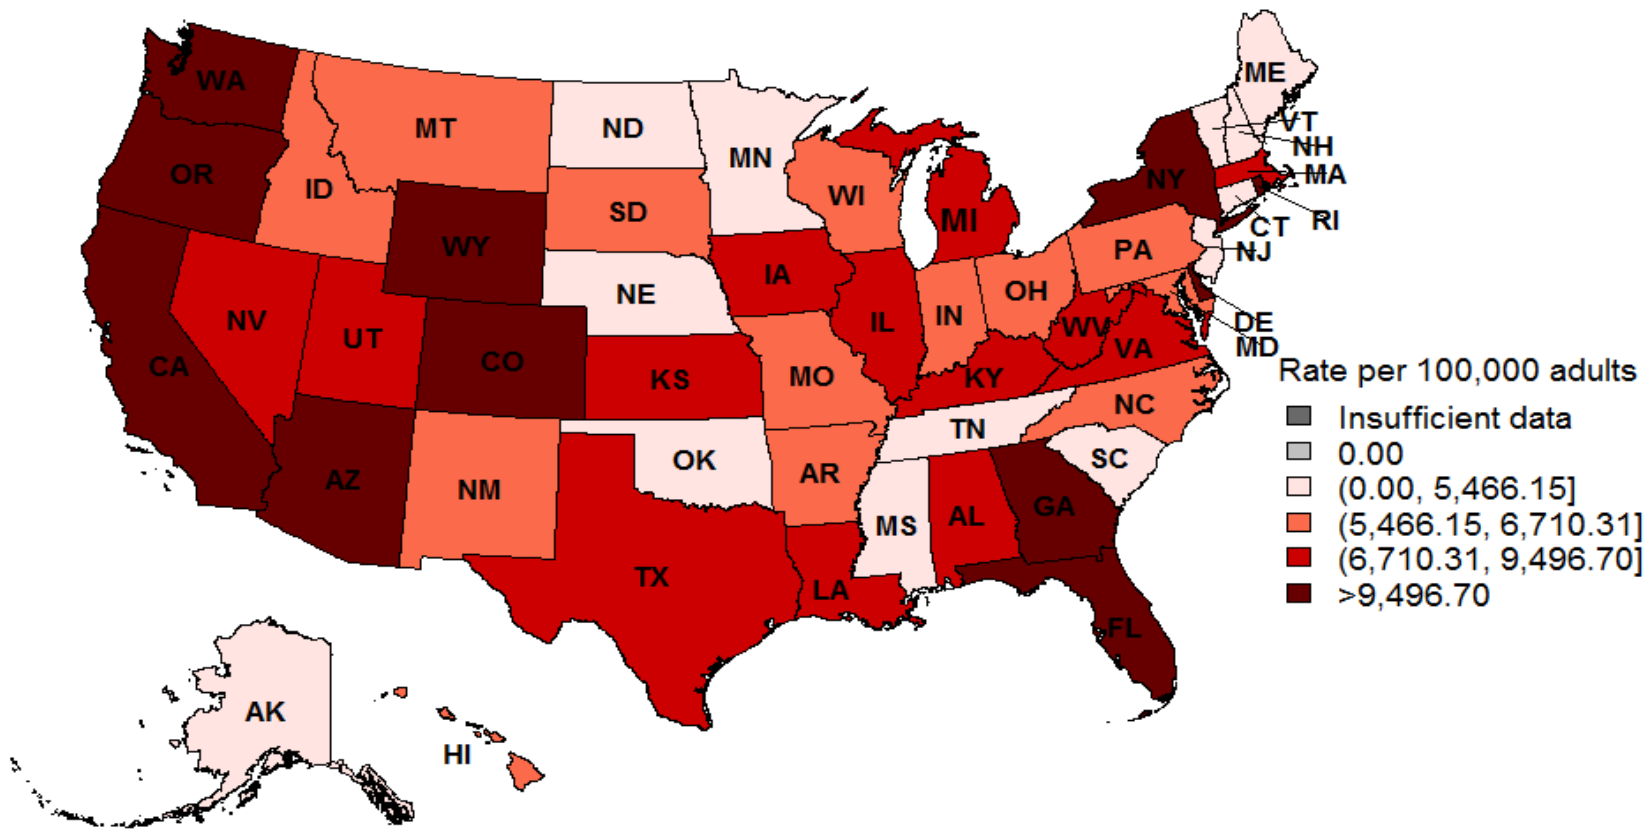 WA
OR
CA
NV
ID
MT
WY
UT
AZ
CO
NM
ND
SD
NE
KS
OK
TX
MN
IA
MO
AR
LA
WI
IL
MS
MI
IN
KY
TN
AL
OH
WV
GA
FL
SC
NC
VA
PA
NY
ME
VT
NH
MA
RI
CT
NJ
DE
MD
AK
HI
Rate per 100,000 adults
Insufficient data
0.00
(0.00, 5,466.15]
(5,466.15, 6,710.31]
(6,710.31, 9,496.70]
>9,496.70